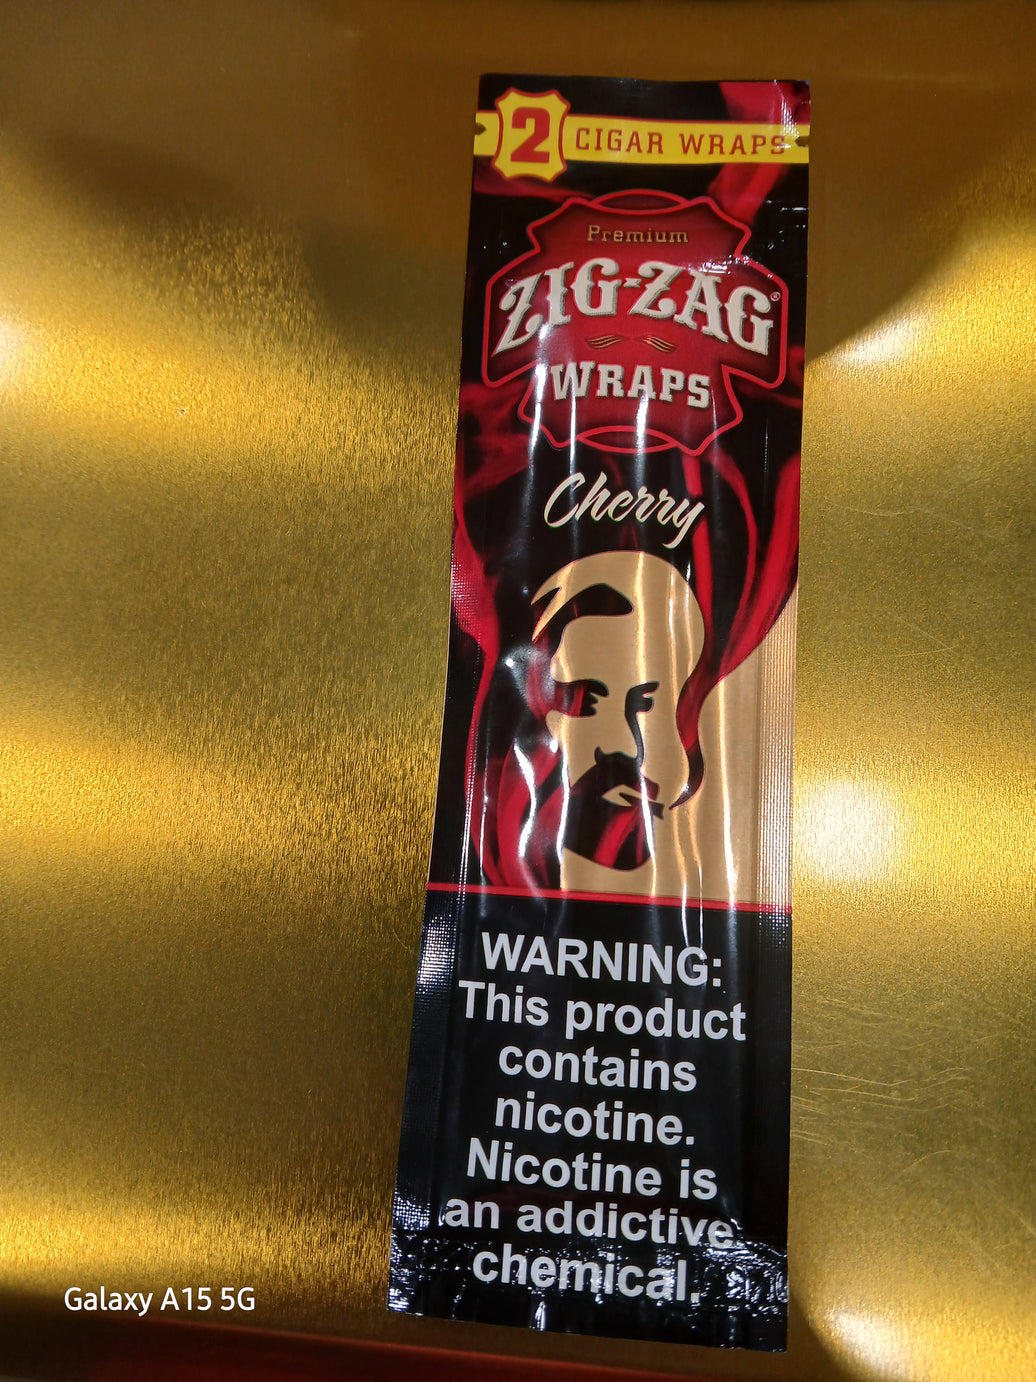 2 CIGAR WRAPS
Premium
ZIG-ZAG®
WRAPS
Cherry
WARNING:
This product
contains
nicotine.
Nicotine is
an addictive
chemical.
Galaxy A15 5G